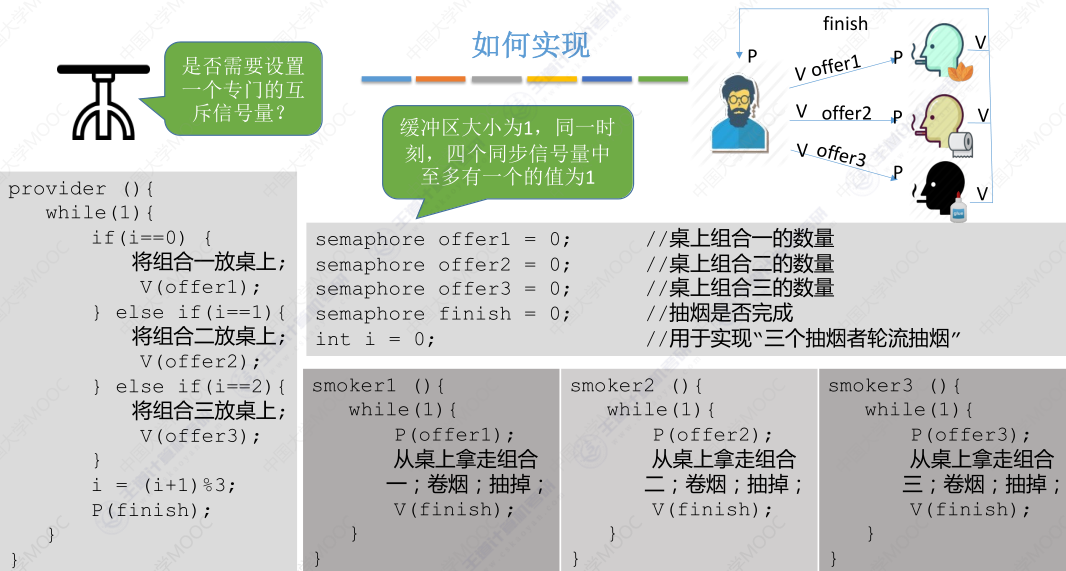 如何实现
是否需要设置
一个专门的互
斥信号量？
缓冲区大小为1，同一时
刻，四个同步信号量中
至多有一个的值为1
finish
P
V offer1
P
V
V offer2
P
V
V offer3
P
V
provider (){
while(1){
if(i==0) {
将组合一放桌上;
V(offer1);
} else if(i==1){
将组合二放桌上;
V(offer2);
} else if(i==2){
将组合三放桌上;
V(offer3);
}
i = (i+1)%3;
P(finish);
}
}
semaphore offer1 = 0; //桌上组合一的数量
semaphore offer2 = 0; //桌上组合二的数量
semaphore offer3 = 0; //桌上组合三的数量
semaphore finish = 0; //抽烟是否完成
int i = 0; //用于实现“三个抽烟者轮流抽烟”
smoker1 (){
while(1){
P(offer1);
从桌上拿走组合
一；卷烟；抽掉；
V(finish);
}
}
smoker2 (){
while(1){
P(offer2);
从桌上拿走组合
二；卷烟；抽掉；
V(finish);
}
}
smoker3 (){
while(1){
P(offer3);
从桌上拿走组合
三；卷烟；抽掉；
V(finish);
}
}